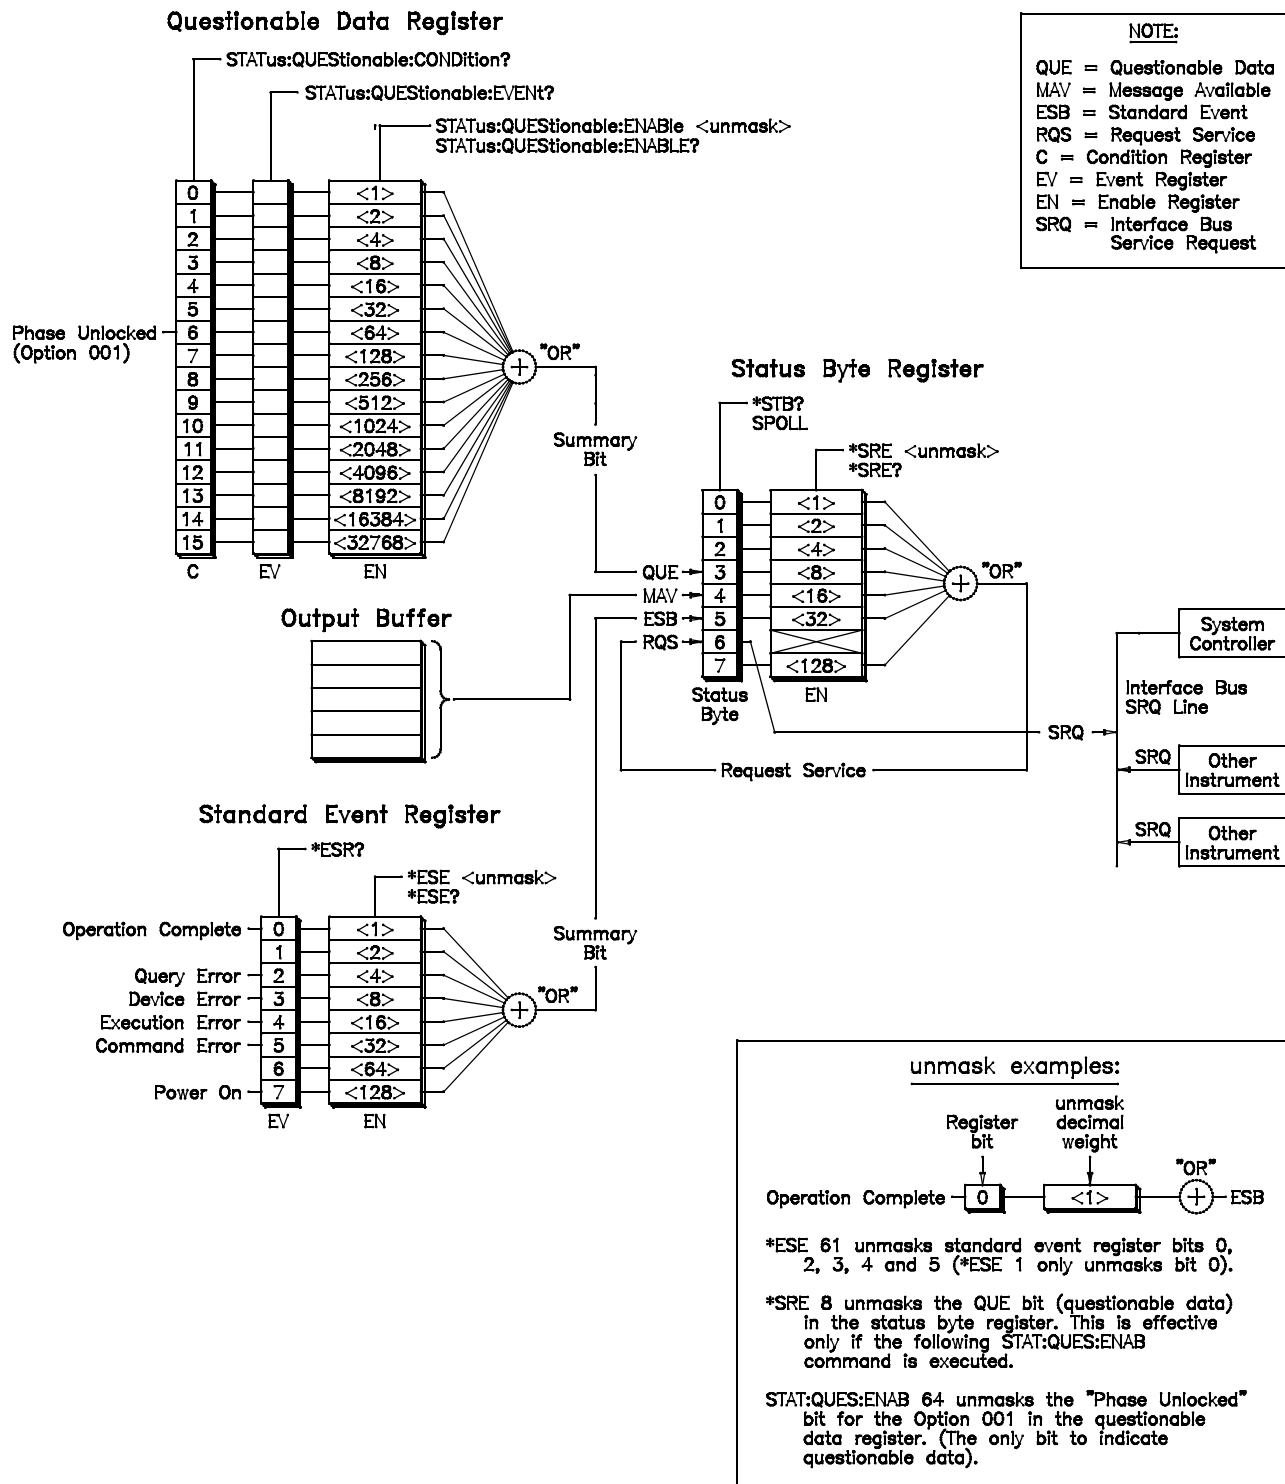 Questionable Data Register
STATus:QUEStionable:CONDition?
STATus:QUEStionable:EVENt?
STATus:QUEStionable:ENABle <unmask>
STATus:QUEStionable:ENABLE?
0 <1>
1 <2>
2 <4>
3 <8>
4 <16>
5 <32>
Phase Unlocked
(Option 001)
6 <64>
7 <128>
8 <256>
9 <512>
10 <1024>
11 <2048>
12 <4096>
13 <8192>
14 <16384>
15 <32768>
C EV EN
"OR"
Summary
Bit
NOTE:
QUE = Questionable Data
MAV = Message Available
ESB = Standard Event
RQS = Request Service
C = Condition Register
EV = Event Register
EN = Enable Register
SRQ = Interface Bus
Service Request
Status Byte Register
*STB?
SPOLL
*SRE <unmask>
*SRE?
0 <1>
1 <2>
2 <4>
QUE 3 <8>
MAV 4 <16>
ESB 5 <32>
RQS 6
7 <128>
Status
Byte
EN
"OR"
Request Service
SRQ
System
Controller
Interface Bus
SRQ Line
SRQ
Other
Instrument
SRQ
Other
Instrument
Output Buffer
Standard Event Register
*ESR?
*ESE <unmask>
*ESE?
Operation Complete 0 <1>
1 <2>
Query Error 2 <4>
Device Error 3 <8>
Execution Error 4 <16>
Command Error 5 <32>
6 <64>
Power On 7 <128>
EV EN
"OR"
Summary
Bit
unmask examples:
Register
bit
unmask
decimal
weight
Operation Complete 0 <1> "OR" ESB
*ESE 61 unmasks standard event register bits 0,
2, 3, 4 and 5 (*ESE 1 only unmasks bit 0).
*SRE 8 unmasks the QUE bit (questionable data)
in the status byte register. This is effective
only if the following STAT:QUES:ENAB
command is executed.
STAT:QUES:ENAB 64 unmasks the "Phase Unlocked"
bit for the Option 001 in the questionable
data register. (The only bit to indicate
questionable data).